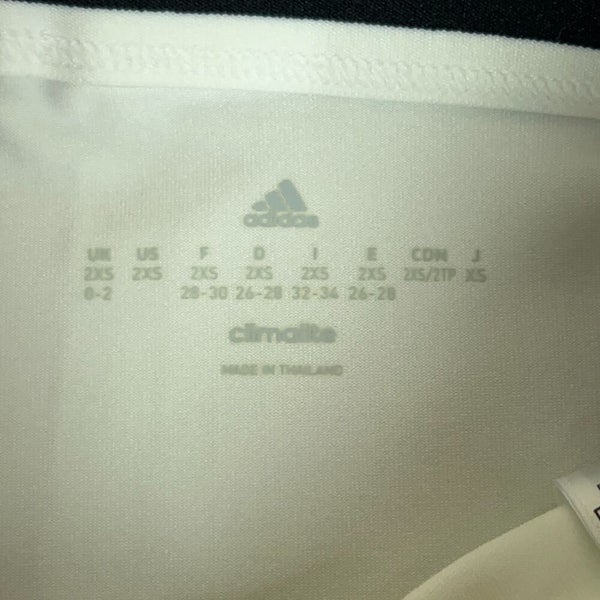 adidas
UK US F D I E CDN J
2XS 2XS 2XS 2XS 2XS 2XS 2XS/2TP XS
0-2 28-30 26-28 32-34 26-28
climalite
MADE IN THAILAND